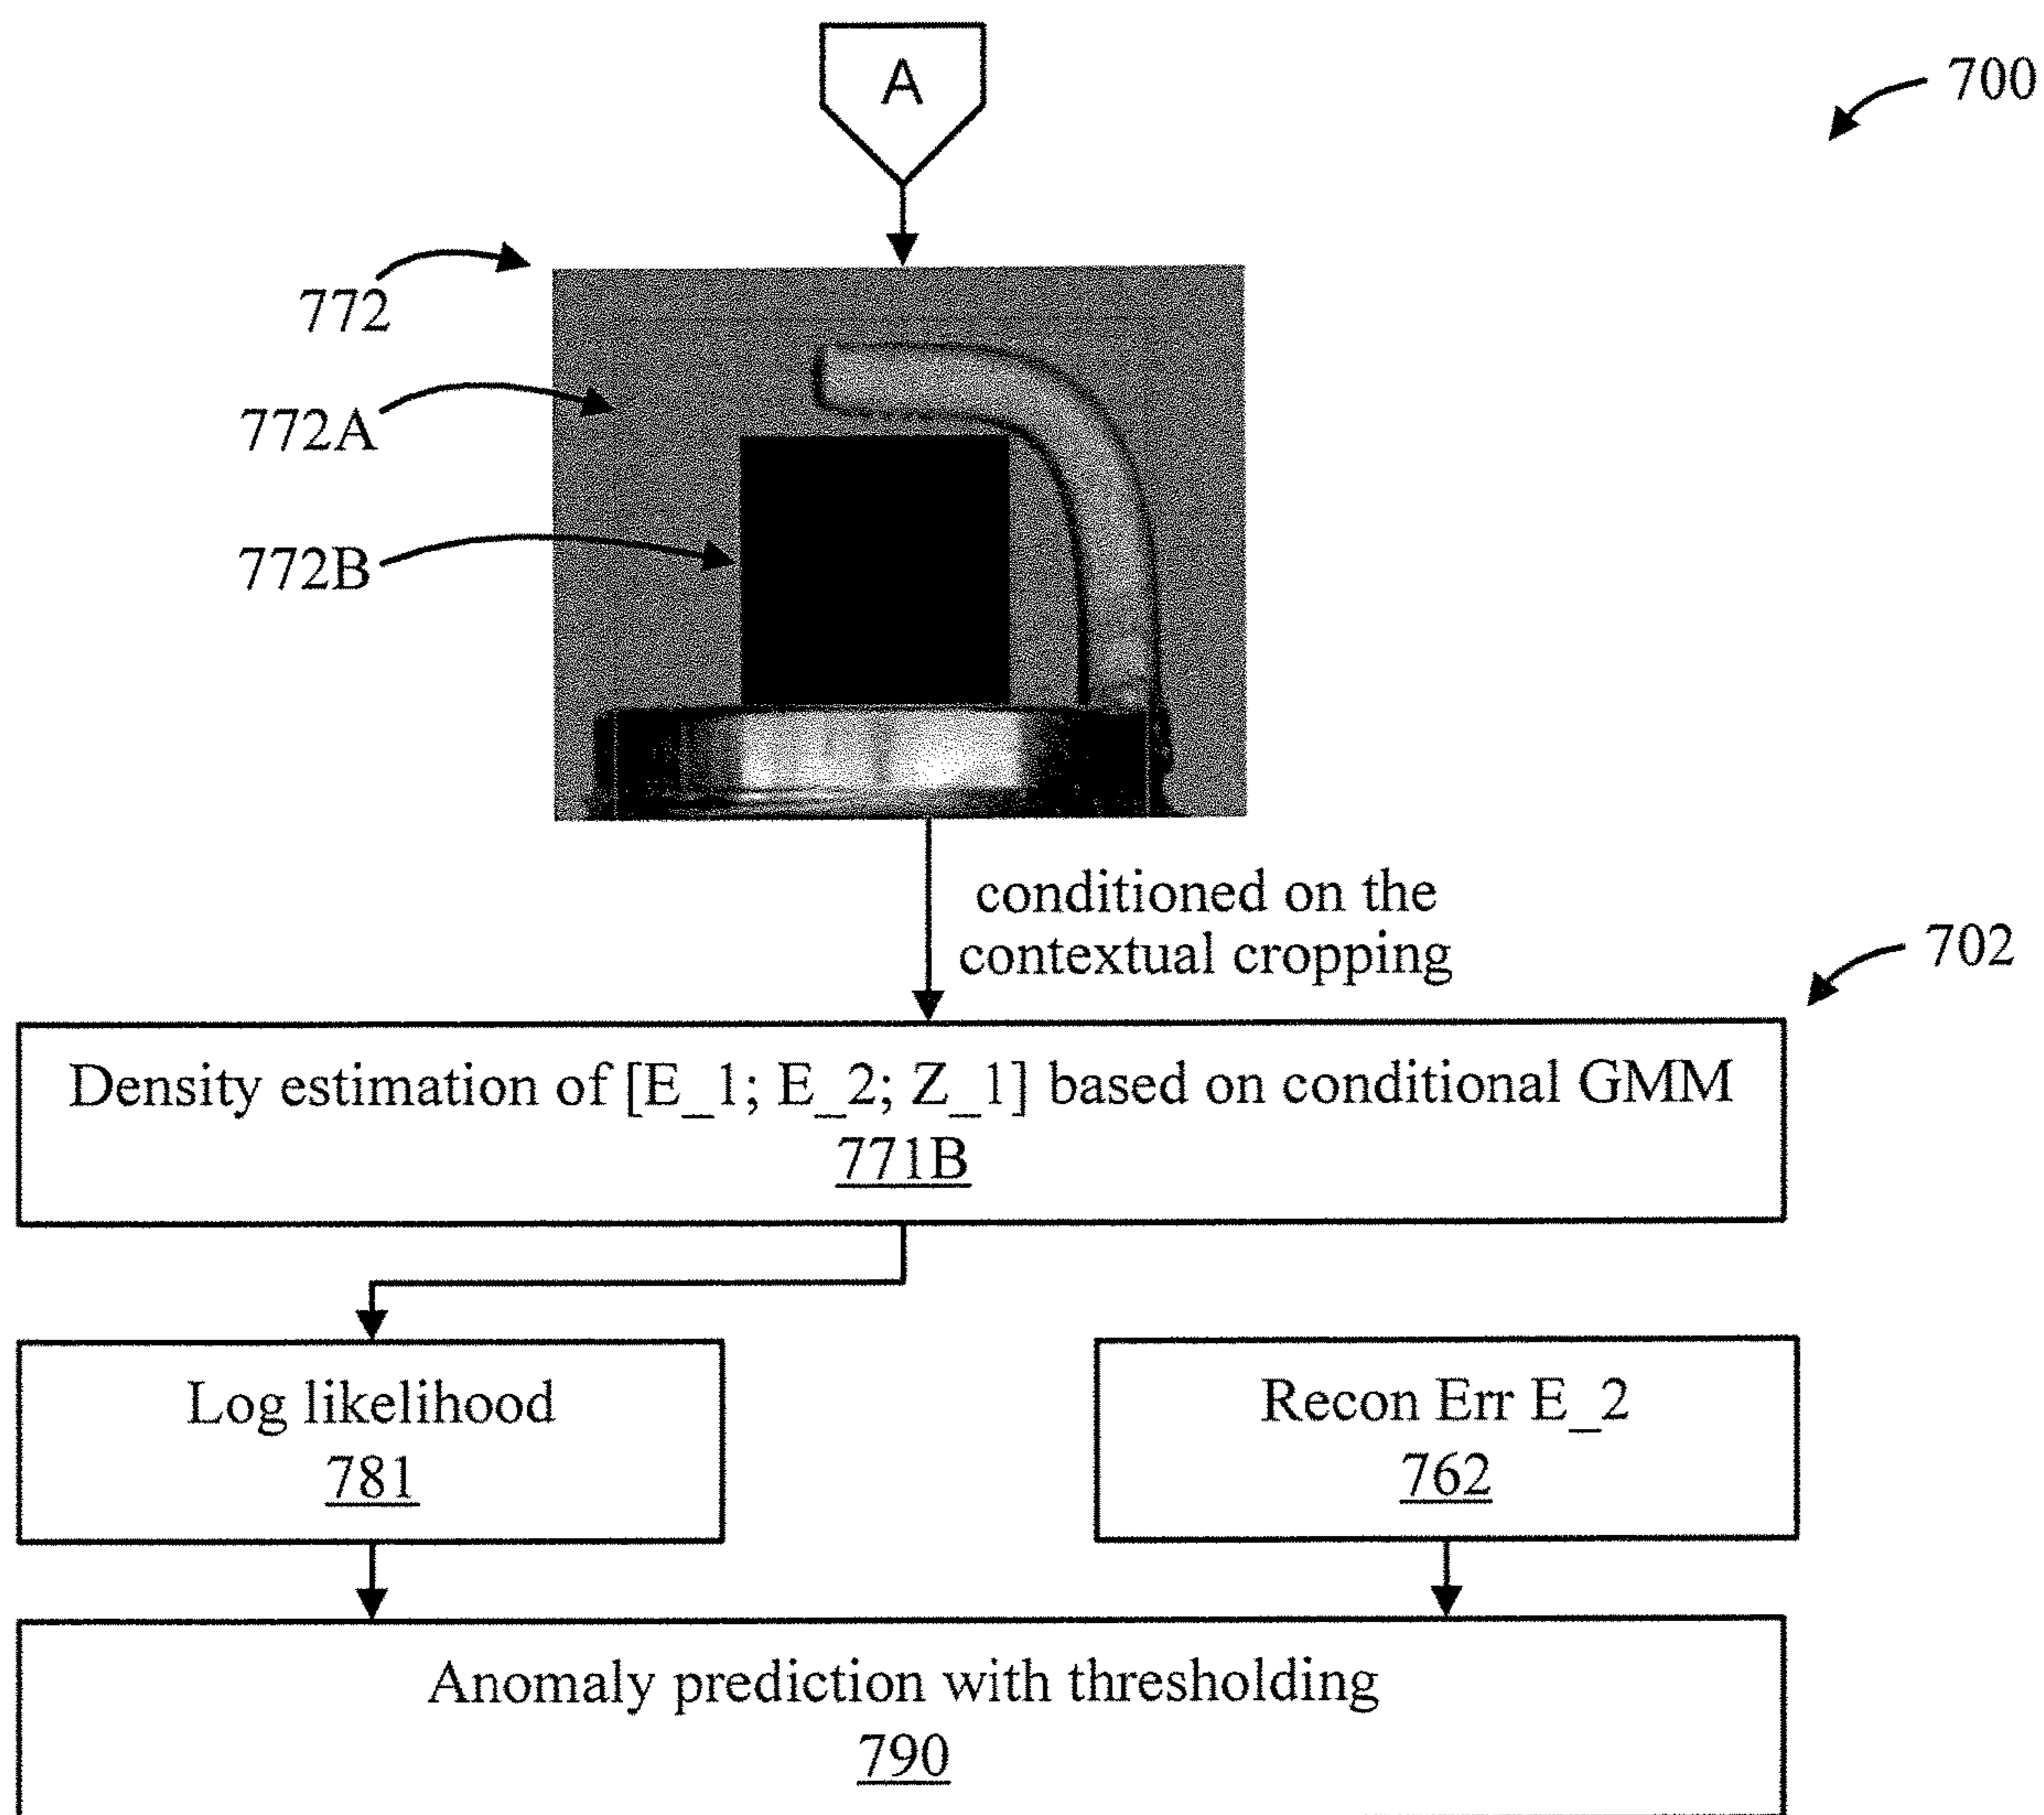 A
700
772
772A
772B
conditioned on the
contextual cropping
702
Density estimation of [E_1; E_2; Z_1] based on conditional GMM
771B
Log likelihood
781
Recon Err E_2
762
Anomaly prediction with thresholding
790